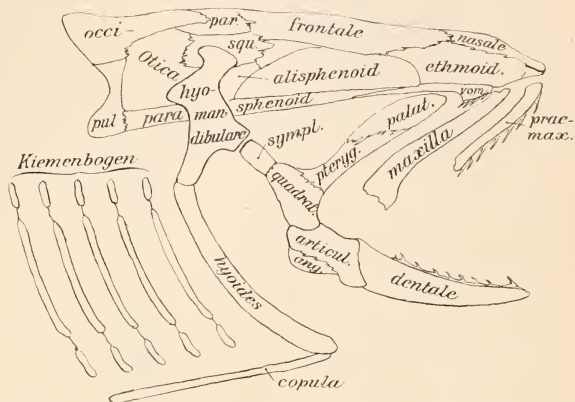 occi-
pul
par.
frontale
nasale
squ.
Otica
hyo-
man
dibulare
alisphenoid
ethmoid.
para
sphenoid
vom.
prae-
max.
sympl.
palat.
pteryg.
maxilla
quadrat.
Kiemenbogen
articul.
ang.
dentale
hyoides
copula